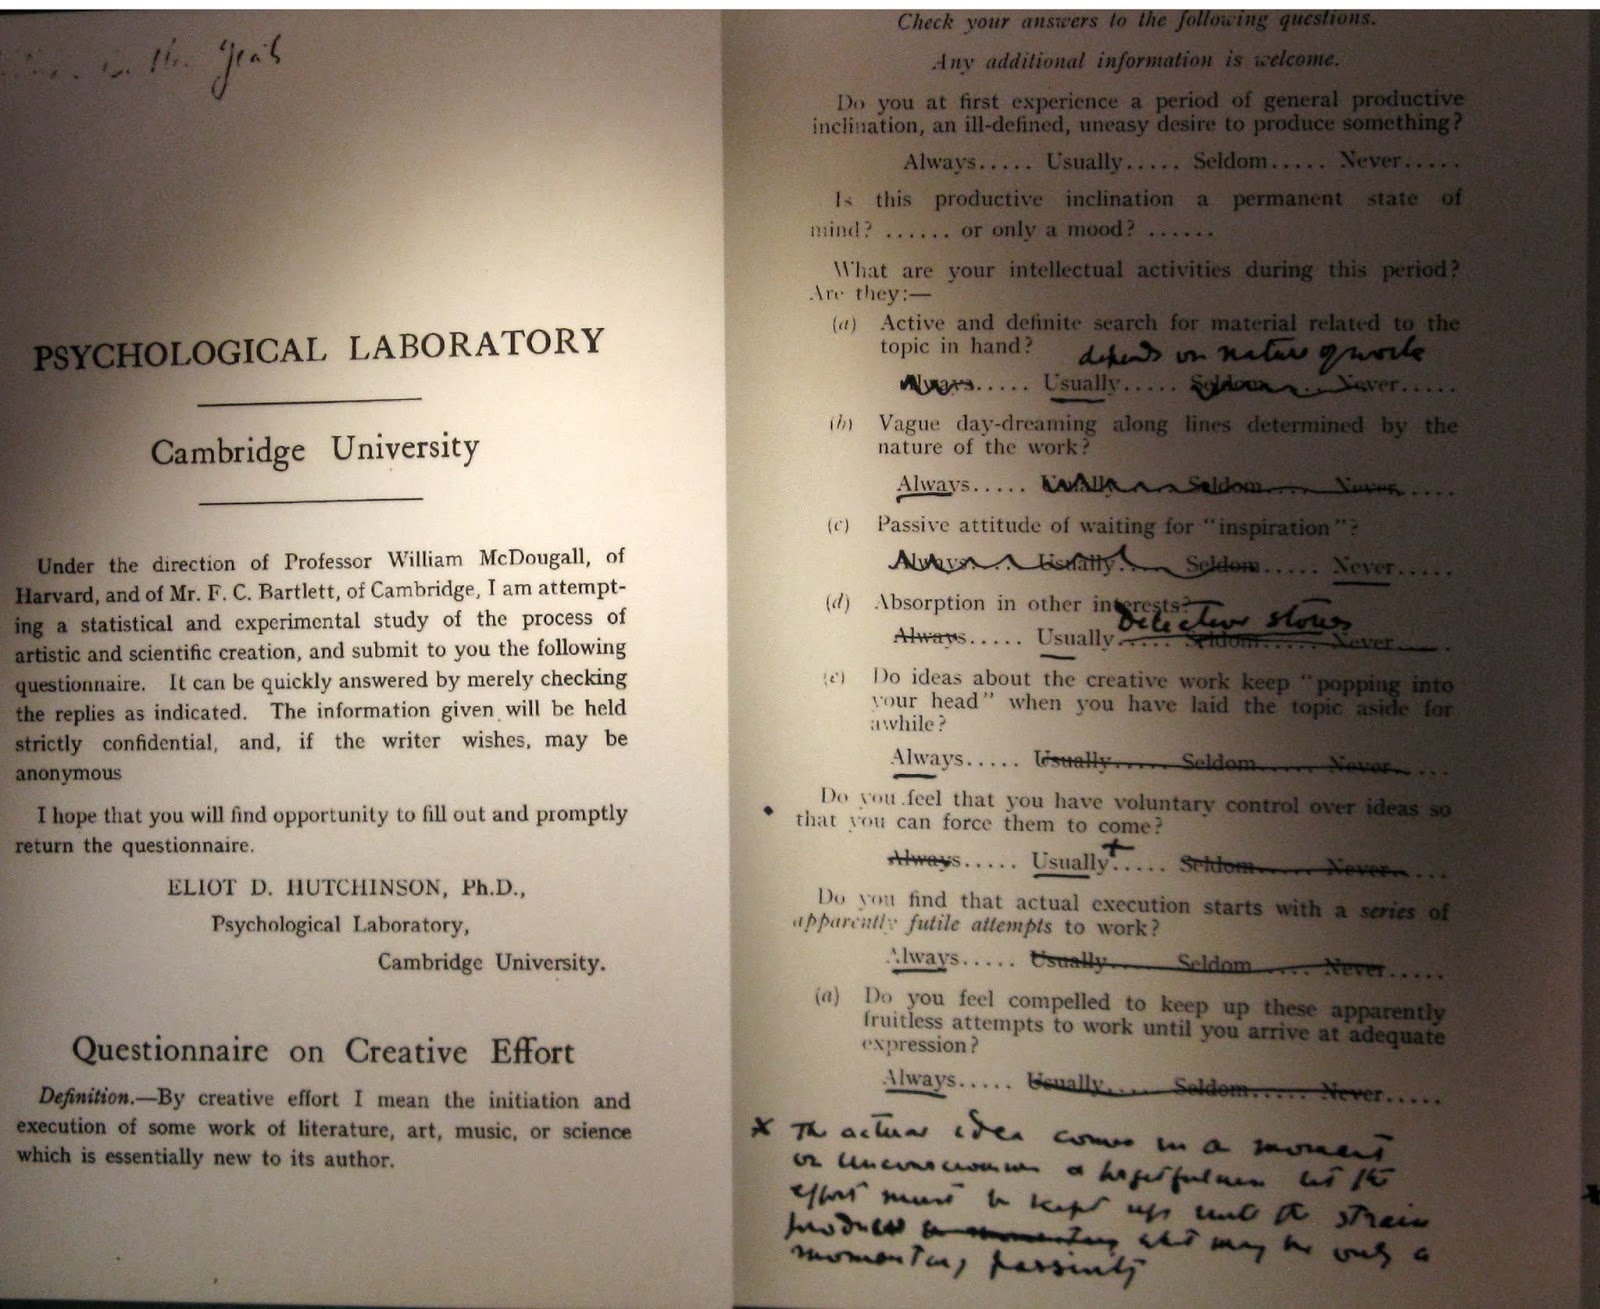 in the Yeats
PSYCHOLOGICAL LABORATORY
Cambridge University
Under the direction of Professor William McDougall, of
Harvard, and of Mr. F. C. Bartlett, of Cambridge, I am attempt-
ing a statistical and experimental study of the process of
artistic and scientific creation, and submit to you the following
questionnaire. It can be quickly answered by merely checking
the replies as indicated. The information given will be held
strictly confidential, and, if the writer wishes, may be
anonymous
I hope that you will find opportunity to fill out and promptly
return the questionnaire.
ELIOT D. HUTCHINSON, Ph.D.,
Psychological Laboratory,
Cambridge University.
Questionnaire on Creative Effort
Definition.—By creative effort I mean the initiation and
execution of some work of literature, art, music, or science
which is essentially new to its author.
Check your answers to the following questions.
Any additional information is welcome.
Do you at first experience a period of general productive
inclination, an ill-defined, uneasy desire to produce something?
Always..... Usually..... Seldom..... Never.....
Is this productive inclination a permanent state of
mind? ...... or only a mood? ......
What are your intellectual activities during this period?
Are they:—
(a) Active and definite search for material related to the
topic in hand? depends on nature of work
Always..... Usually..... Seldom..... Never.....
(b) Vague day-dreaming along lines determined by the
nature of the work?
Always..... Usually..... Seldom..... Never.....
(c) Passive attitude of waiting for "inspiration"?
Always..... Usually..... Seldom..... Never.....
(d) Absorption in other interests?
Detective stories
Always..... Usually..... Seldom..... Never.....
(e) Do ideas about the creative work keep "popping into
your head" when you have laid the topic aside for
awhile?
Always..... Usually..... Seldom..... Never.....
Do you feel that you have voluntary control over ideas so
that you can force them to come?
Always..... Usually+..... Seldom..... Never.....
Do you find that actual execution starts with a series of
apparently futile attempts to work?
Always..... Usually..... Seldom..... Never.....
(a) Do you feel compelled to keep up these apparently
fruitless attempts to work until you arrive at adequate
expression?
Always..... Usually..... Seldom..... Never.....
x The actual idea comes in a moment
or but the
effort must be kept up until the strain
produces a momentary what may be only a
momentary passivity